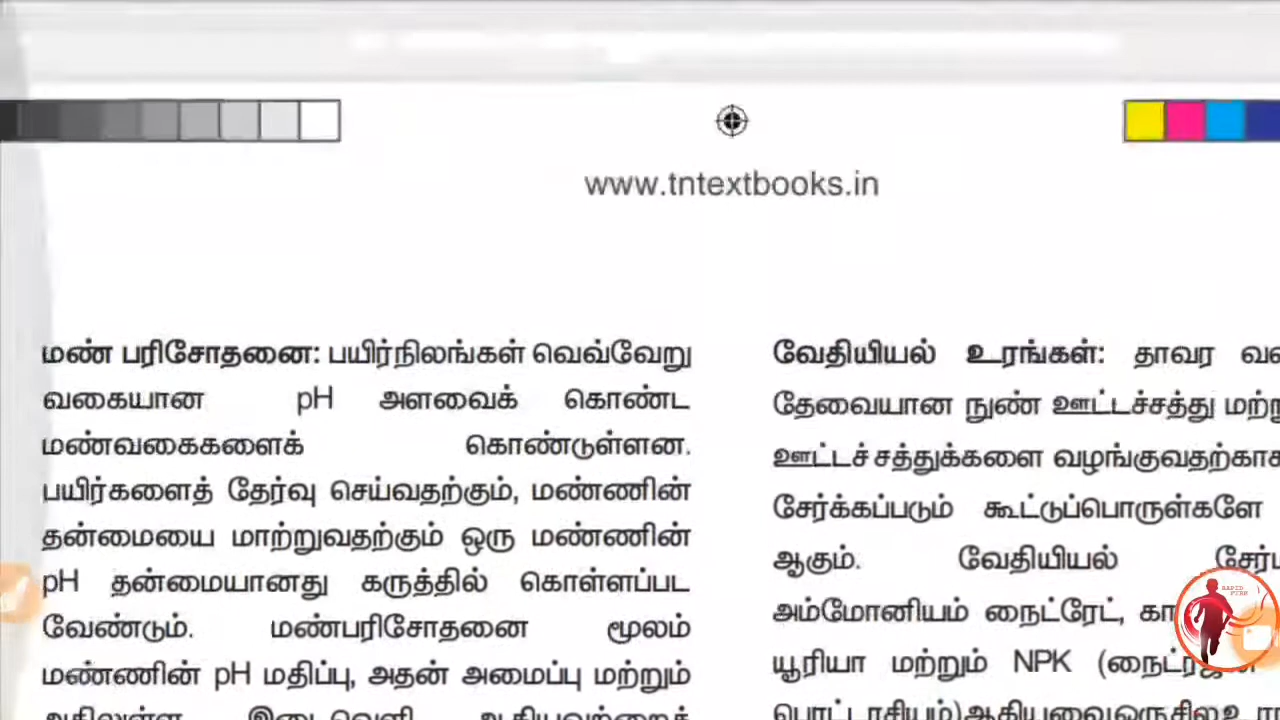 www.tntextbooks.in
மண் பரிசோதனை: பயிர்நிலங்கள் வெவ்வேறு
வகையான pH அளவைக் கொண்ட
மண்வகைகளைக் கொண்டுள்ளன.
பயிர்களைத் தேர்வு செய்வதற்கும், மண்ணின்
தன்மையை மாற்றுவதற்கும் ஒரு மண்ணின்
pH தன்மையானது கருத்தில் கொள்ளப்பட
வேண்டும். மண்பரிசோதனை மூலம்
மண்ணின் pH மதிப்பு, அதன் அமைப்பு மற்றும்
வேதியியல் உரங்கள்: தாவர
தேவையான நுண் ஊட்டச்சத்து
ஊட்டச்சத்துக்களை வழங்குவதற்காக
சேர்க்கப்படும் கூட்டுப்பொருள்களே
ஆகும். வேதியியல்
அம்மோனியம் நைட்ரேட்,
யூரியா மற்றும் NPK
RAPID
FIRE